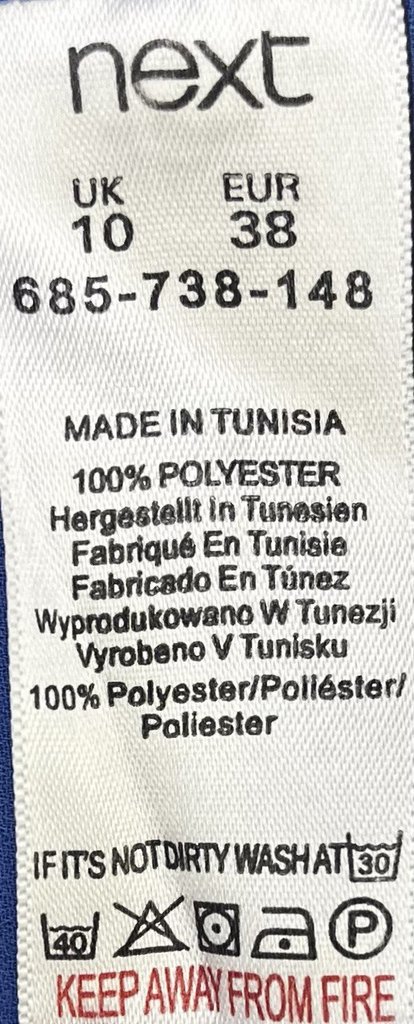 next
UK EUR
10 38
685-738-148
MADE IN TUNISIA
100% POLYESTER
Hergestellt In Tunesien
Fabriqué En Tunisie
Fabricado En Túnez
Wyprodukowano W Tunezji
Vyrobeno V Tunisku
100% Polyester/Poliéster/
Poliester
IF IT'S NOT DIRTY WASH AT 30
40 P
KEEP AWAY FROM FIRE